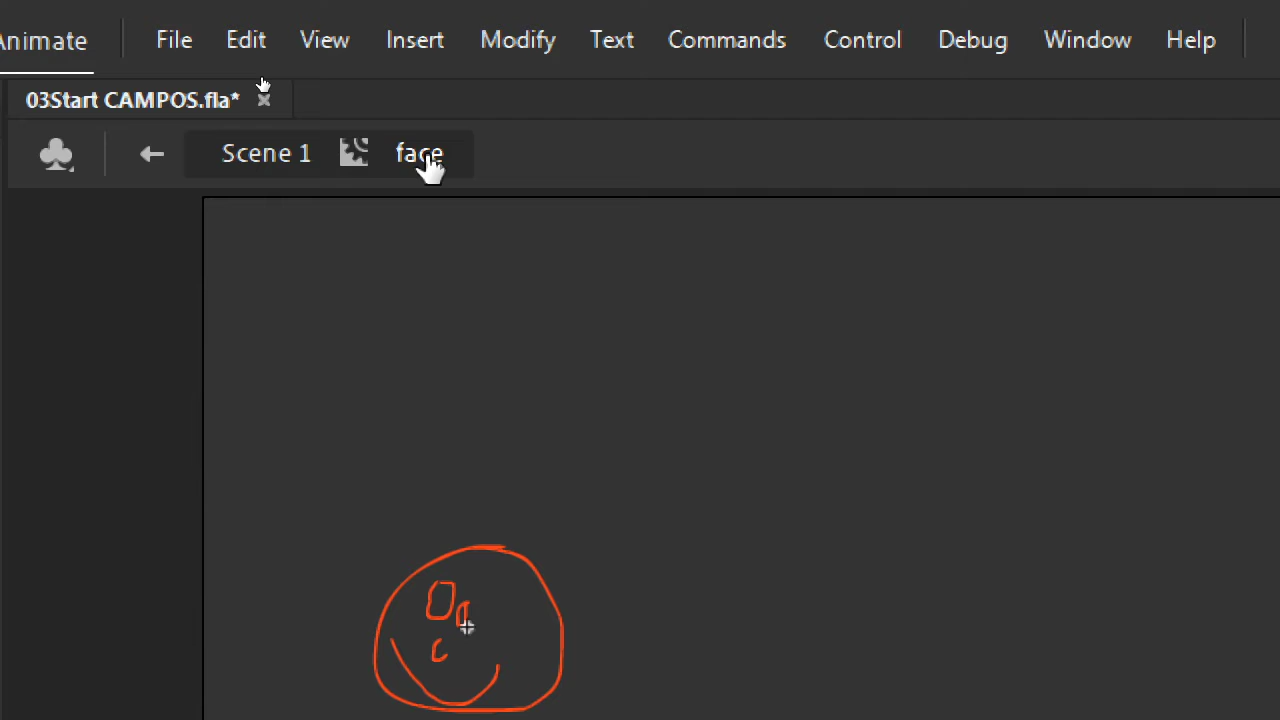 Animate File Edit View Insert Modify Text Commands Control Debug Window Help
03Start CAMPOS.fla* ×
Scene 1 face